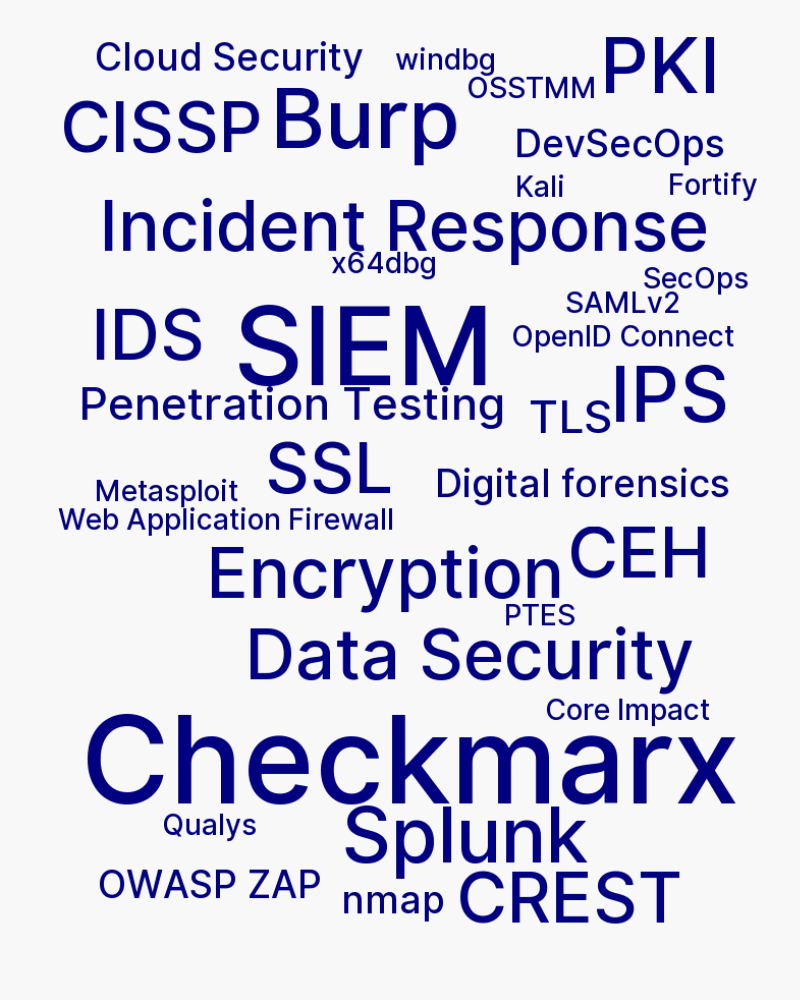 Cloud Security
windbg
PKI
OSSTMM
CISSP
Burp
DevSecOps
Kali
Fortify
Incident Response
x64dbg
SecOps
SAMLv2
IDS
SIEM
OpenID Connect
Penetration Testing
TLS
IPS
SSL
Metasploit
Digital forensics
Web Application Firewall
Encryption
CEH
PTES
Data Security
Core Impact
Checkmarx
Qualys
Splunk
OWASP ZAP
nmap
CREST